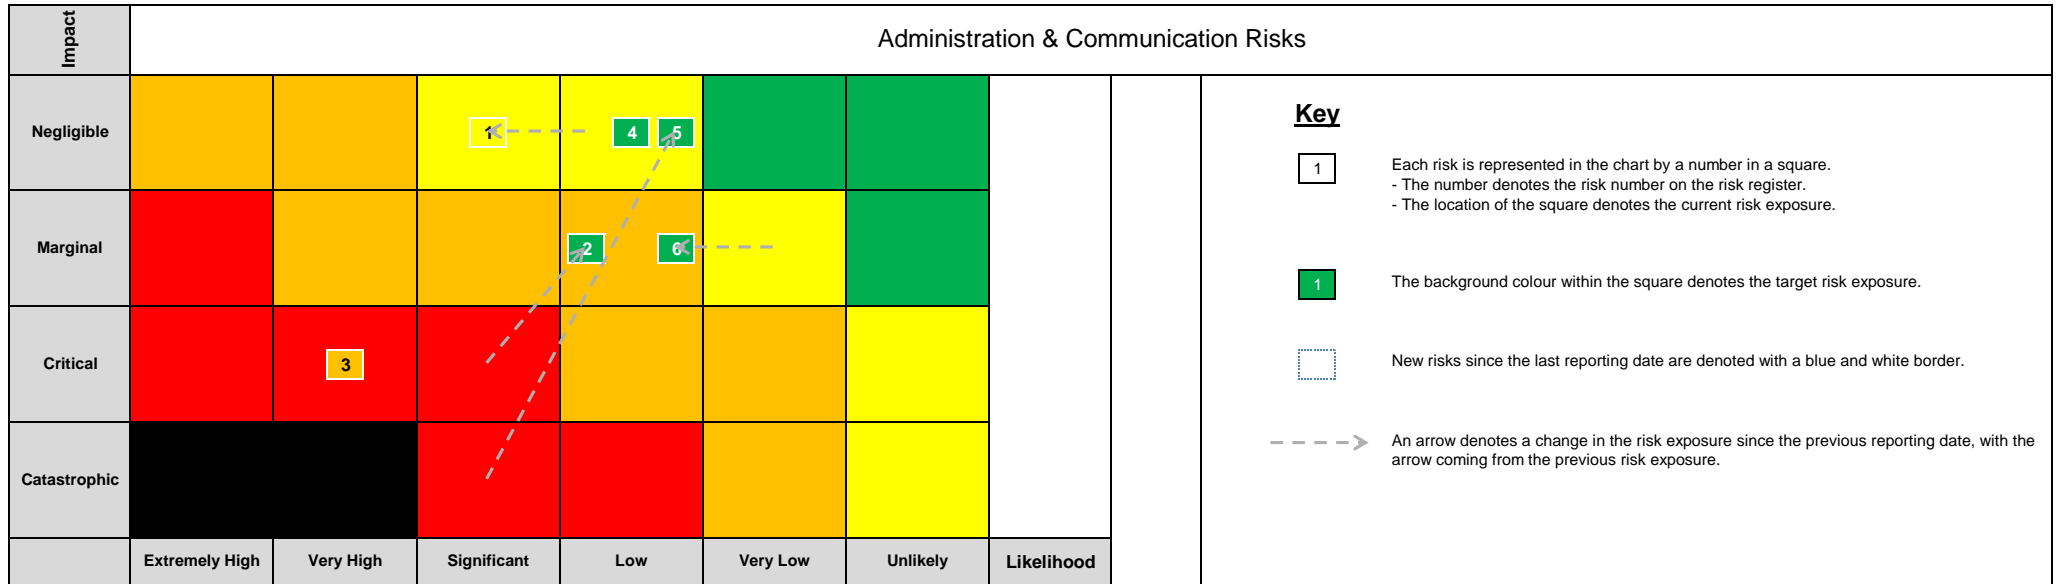 Impact
Administration & Communication Risks
Negligible
1
4
5
Marginal
2
6
Critical
3
Catastrophic
Extremely High
Very High
Significant
Low
Very Low
Unlikely
Likelihood
Key
1
Each risk is represented in the chart by a number in a square.
- The number denotes the risk number on the risk register.
- The location of the square denotes the current risk exposure.
1
The background colour within the square denotes the target risk exposure.
New risks since the last reporting date are denoted with a blue and white border.
An arrow denotes a change in the risk exposure since the previous reporting date, with the
arrow coming from the previous risk exposure.